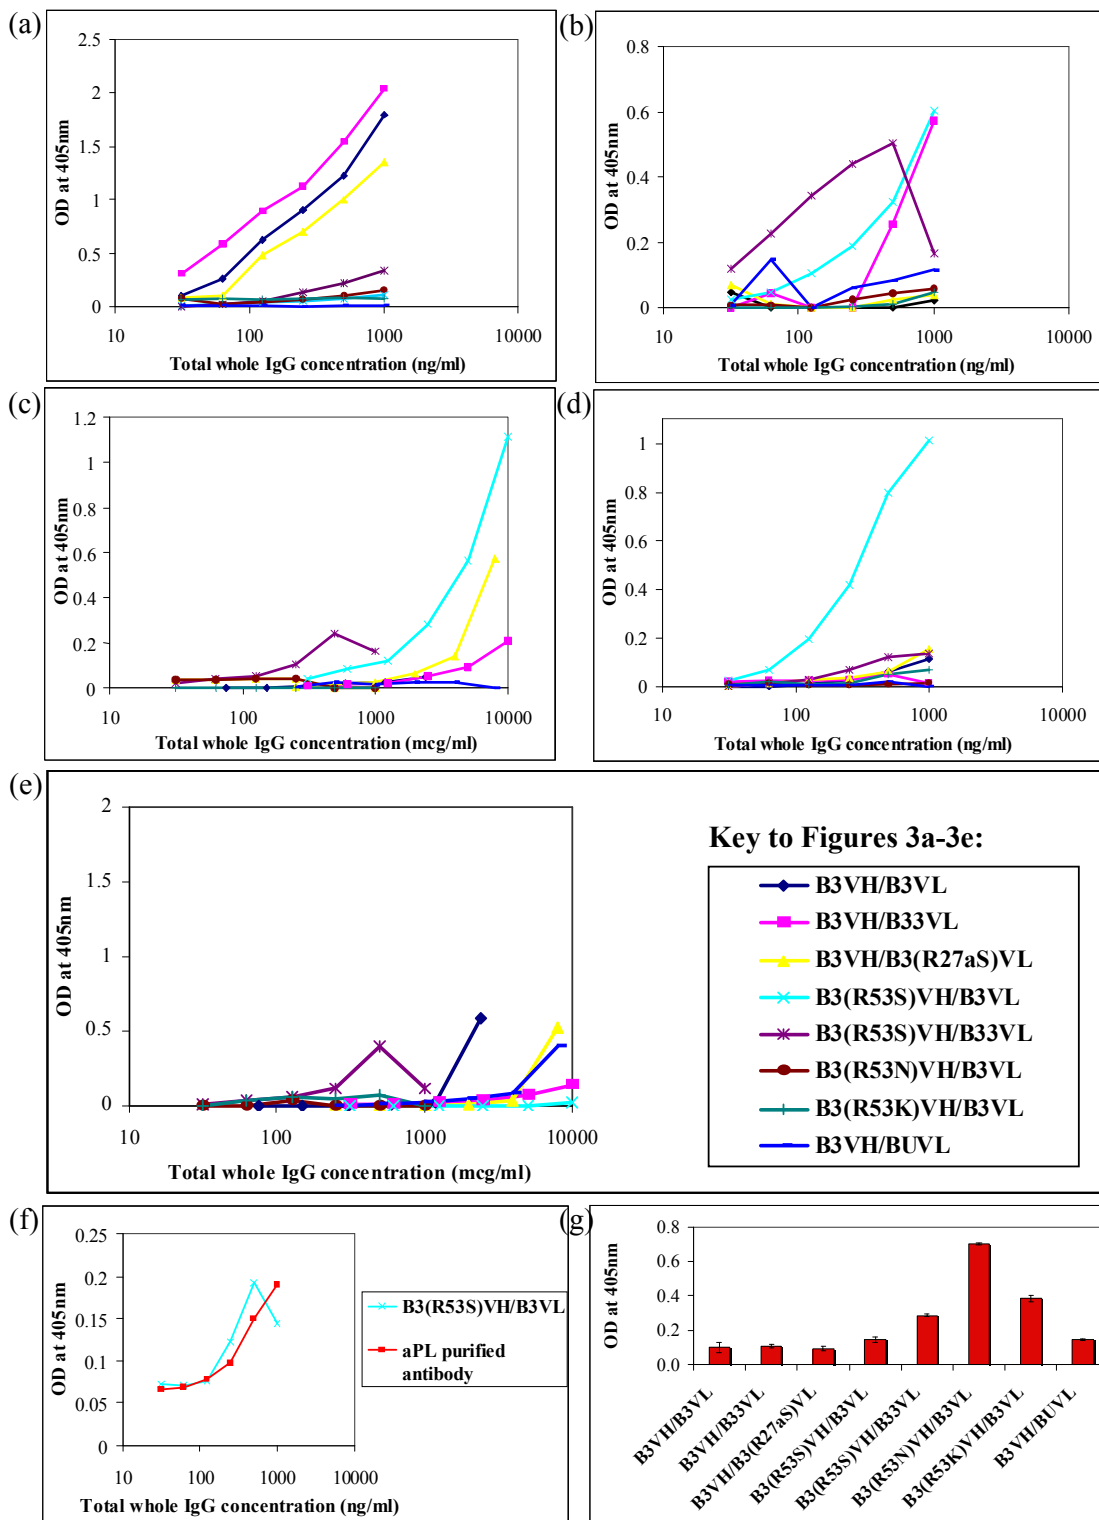 (a)
2.5
2
1.5
1
0.5
0
10
100
1000
10000
OD at 405nm
Total whole IgG concentration (ng/ml)
(b)
0.8
0.6
0.4
0.2
0
10
100
1000
10000
OD at 405nm
Total whole IgG concentration (ng/ml)
(c)
1.2
1
0.8
0.6
0.4
0.2
0
10
100
1000
10000
OD at 405nm
Total whole IgG concentration (mcg/ml)
(d)
1
0.8
0.6
0.4
0.2
0
10
100
1000
10000
OD at 405nm
Total whole IgG concentration (ng/ml)
(e)
2
1.5
1
0.5
0
10
100
1000
10000
OD at 405nm
Total whole IgG concentration (mcg/ml)
Key to Figures 3a-3e:
B3VH/B3VL
B3VH/B33VL
B3VH/B3(R27aS)VL
B3(R53S)VH/B3VL
B3(R53S)VH/B33VL
B3(R53N)VH/B3VL
B3(R53K)VH/B3VL
B3VH/BUVL
(f)
0.25
0.2
0.15
0.1
0.05
0
10
100
1000
10000
OD at 405nm
Total whole IgG concentration (ng/ml)
B3(R53S)VH/B3VL
aPL purified
antibody
(g)
0.8
0.6
0.4
0.2
0.0
OD at 405nm
B3VH/B3VL
B3VH/B33VL
B3VH/B3(R27aS)VL
B3(R53S)VH/B3VL
B3(R53S)VH/B33VL
B3(R53N)VH/B3VL
B3(R53K)VH/B3VL
B3VH/BUVL